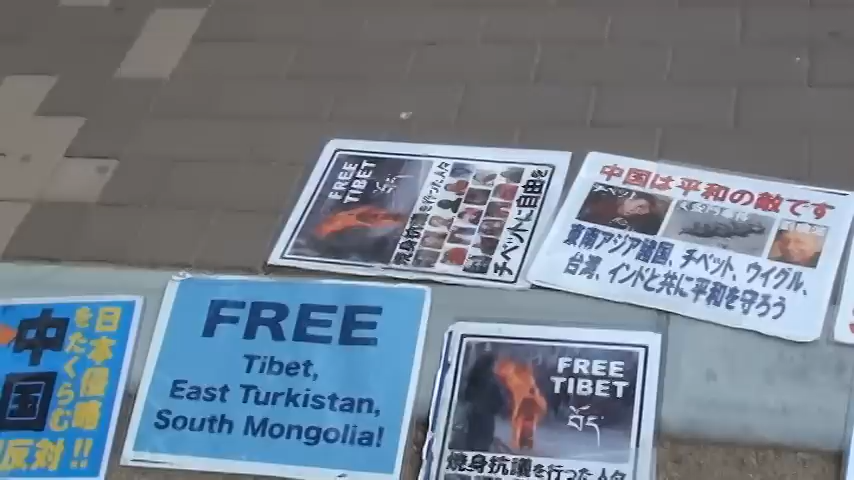 FREE
TIBET
བོད
焼身抗議を行った人々
チベットに自由を
中国は平和の敵です
チベット
東南アジア諸国、チベット、ウイグル、
台湾、インドと共に平和を守ろう
日本侵略
をたくらむ
中国
反対!!
FREE
Tibet,
East Turkistan,
South Mongolia!
FREE
TIBET
བོད
焼身抗議を行った人々